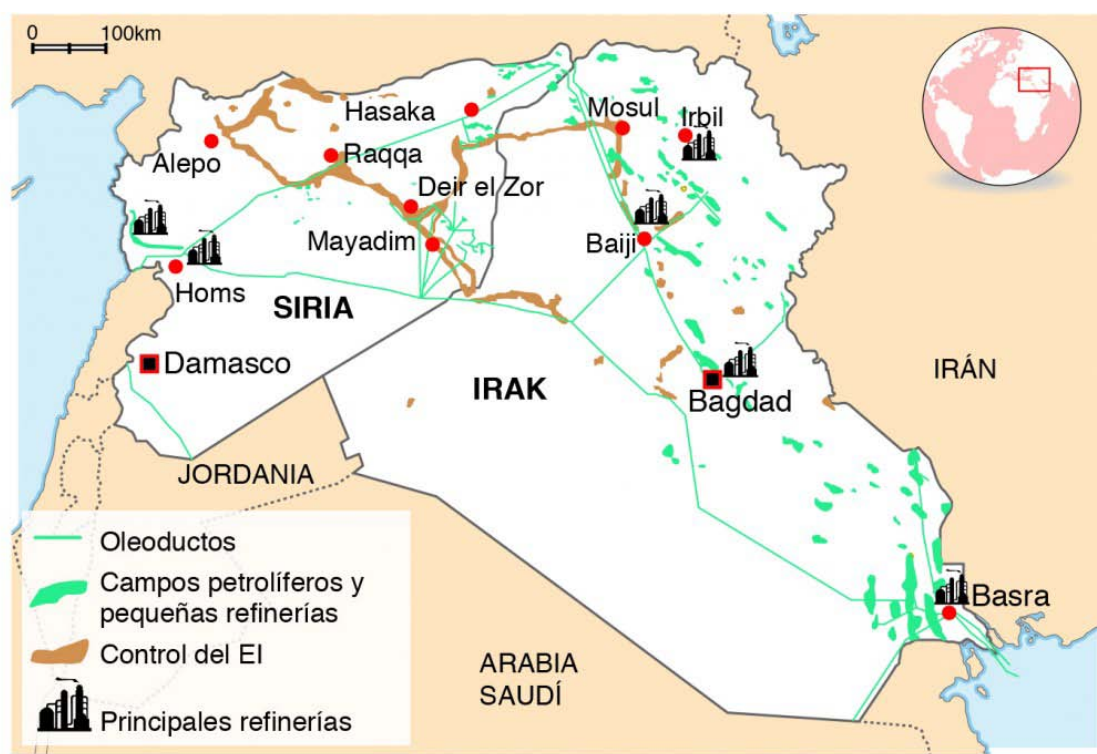 0 100km
Hasaka
Mosul
Irbil
Alepo
Raqqa
Deir el Zor
Mayadim
Baiji
Homs
SIRIA
Damasco
IRAK
Bagdad
IRÁN
JORDANIA
Oleoductos
Campos petrolíferos y
pequeñas refinerías
Control del EI
Principales refinerías
Basra
ARABIA
SAUDÍ